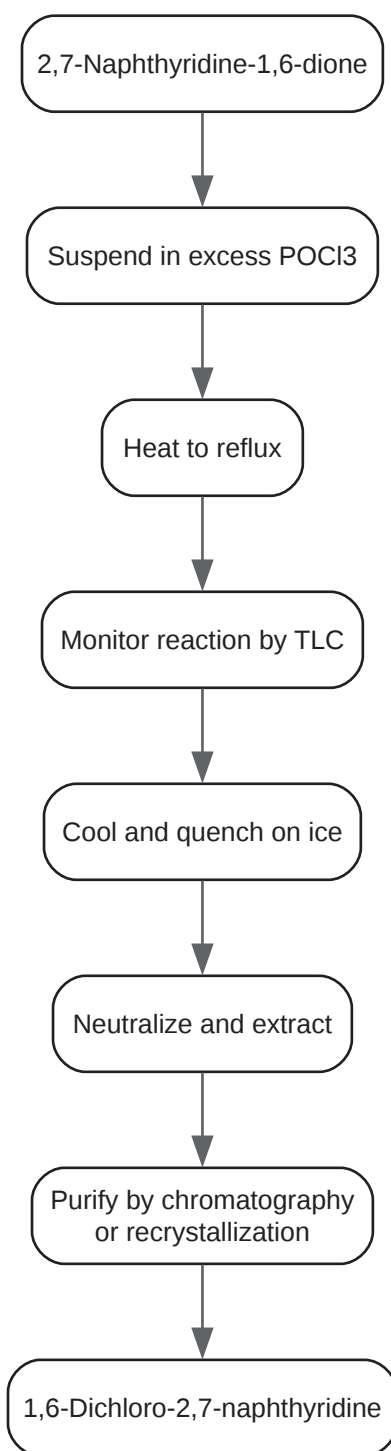 2,7-Naphthyridine-1,6-dione
Suspend in excess POCl3
Heat to reflux
Monitor reaction by TLC
Cool and quench on ice
Neutralize and extract
Purify by chromatography
or recrystallization
1,6-Dichloro-2,7-naphthyridine